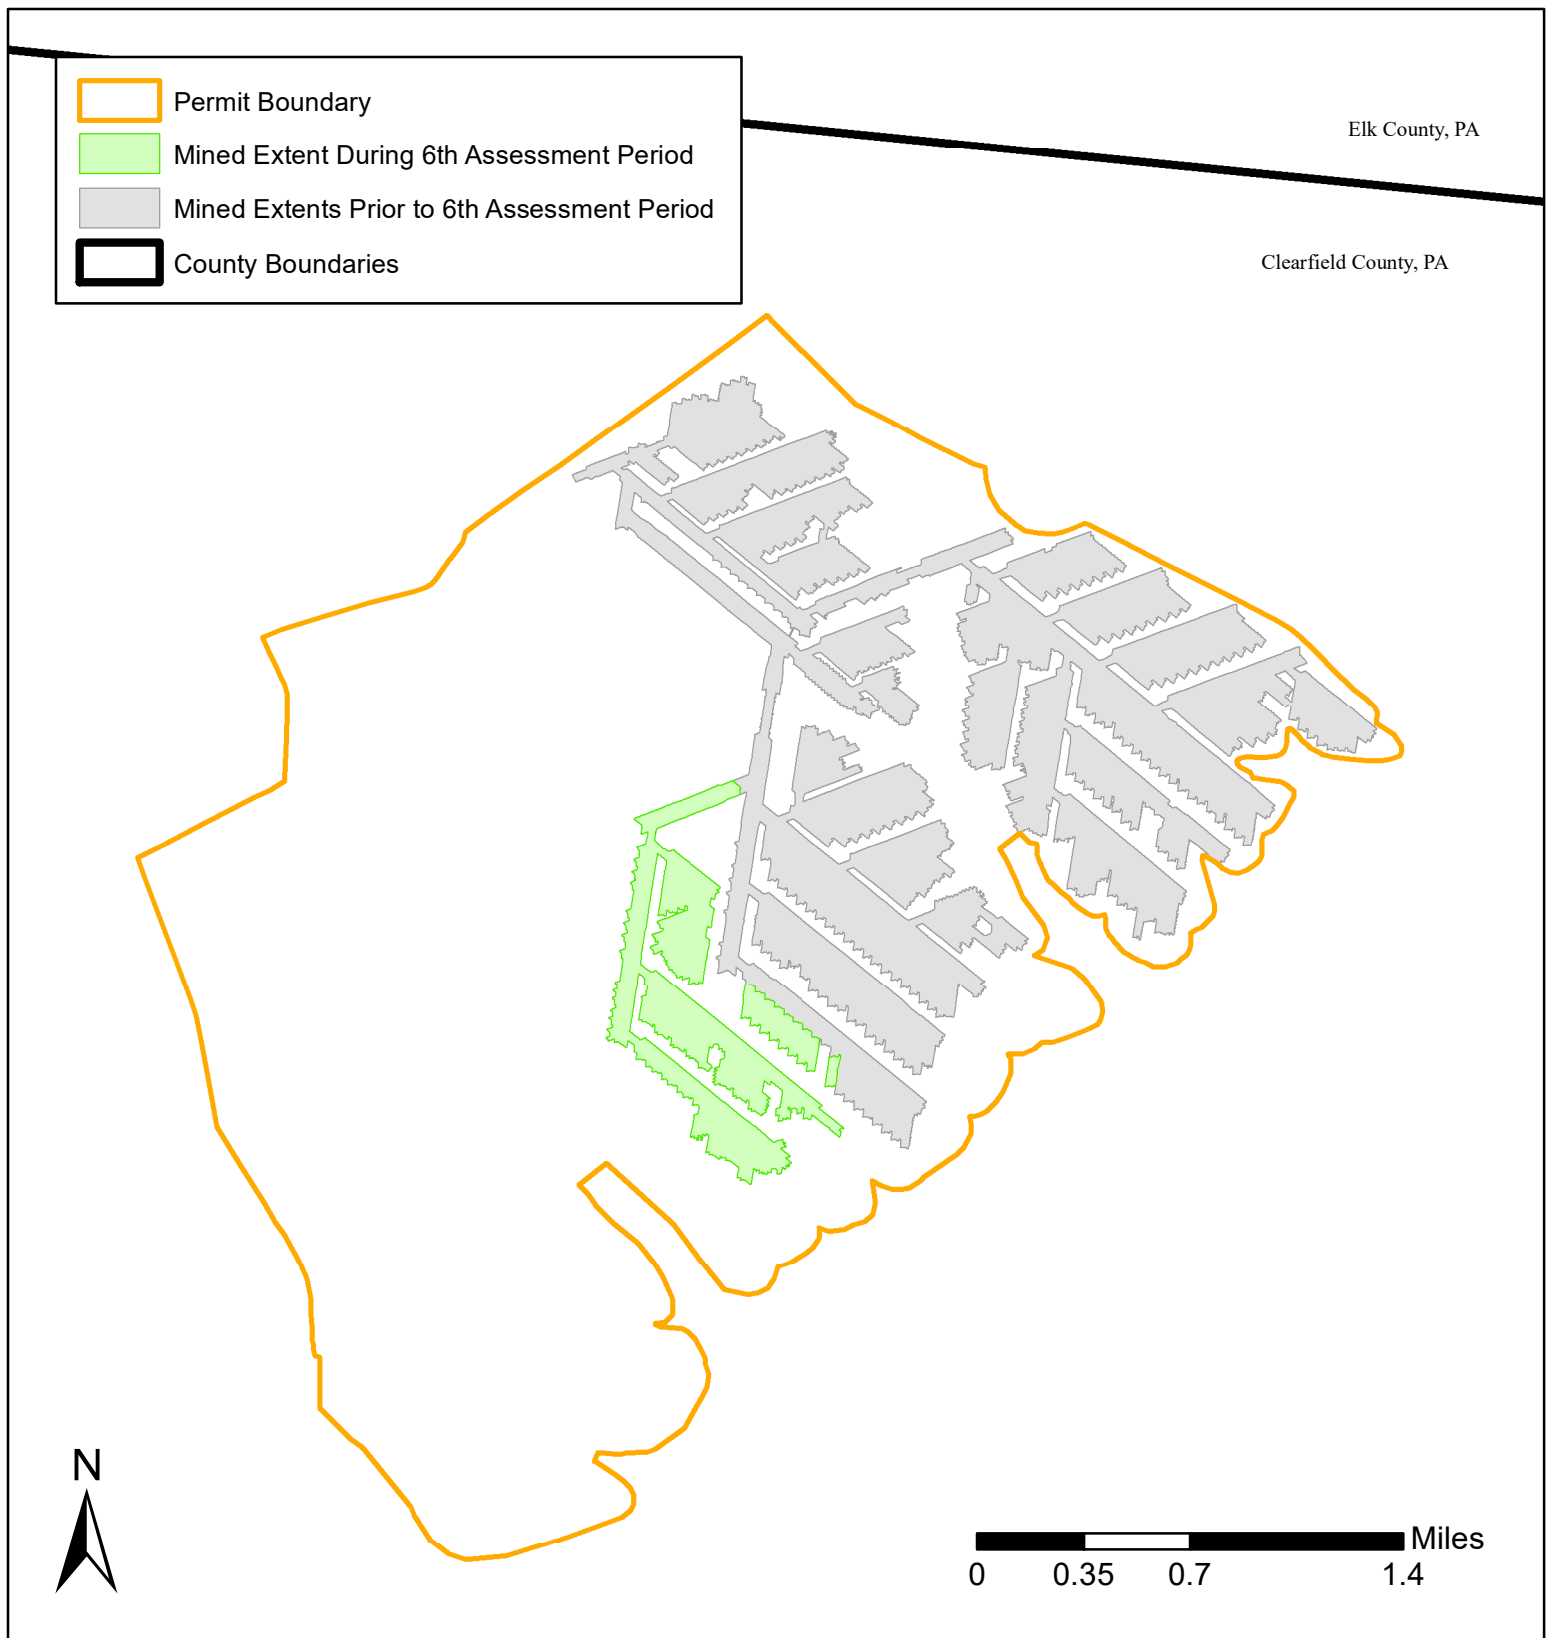 Permit Boundary
Mined Extent During 6th Assessment Period
Mined Extents Prior to 6th Assessment Period
County Boundaries
Elk County, PA
Clearfield County, PA
N
Miles
0 0.35 0.7 1.4